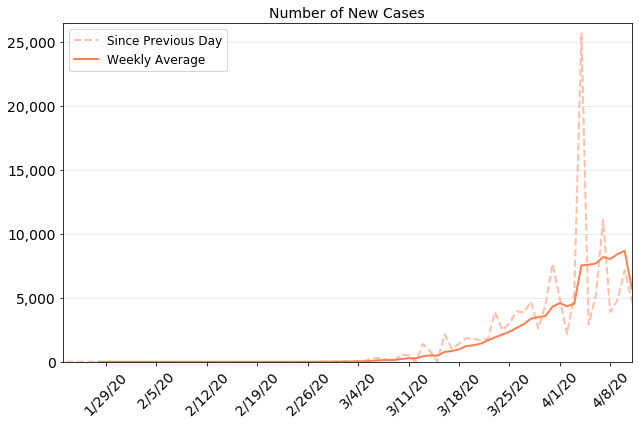 Number of New Cases
Since Previous Day
Weekly Average
25,000
20,000
15,000
10,000
5,000
0
1/29/20 2/5/20 2/12/20 2/19/20 2/26/20 3/4/20 3/11/20 3/18/20 3/25/20 4/1/20 4/8/20